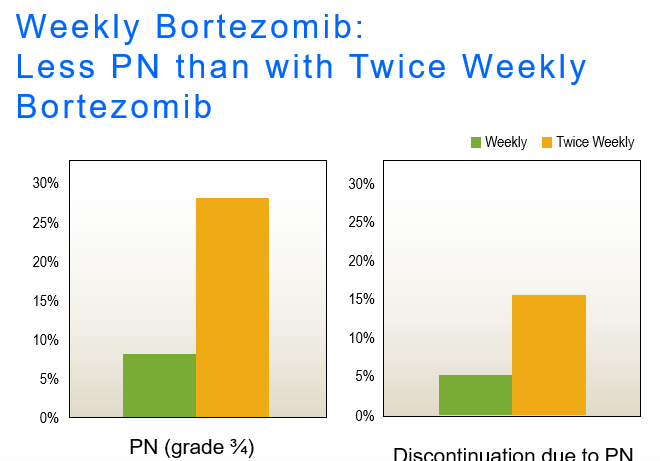 Weekly Bortezomib:
Less PN than with Twice Weekly
Bortezomib
Weekly Twice Weekly
30%
25%
20%
15%
10%
5%
0%
PN (grade ¾)
30%
25%
20%
15%
10%
5%
0%
Discontinuation due to PN